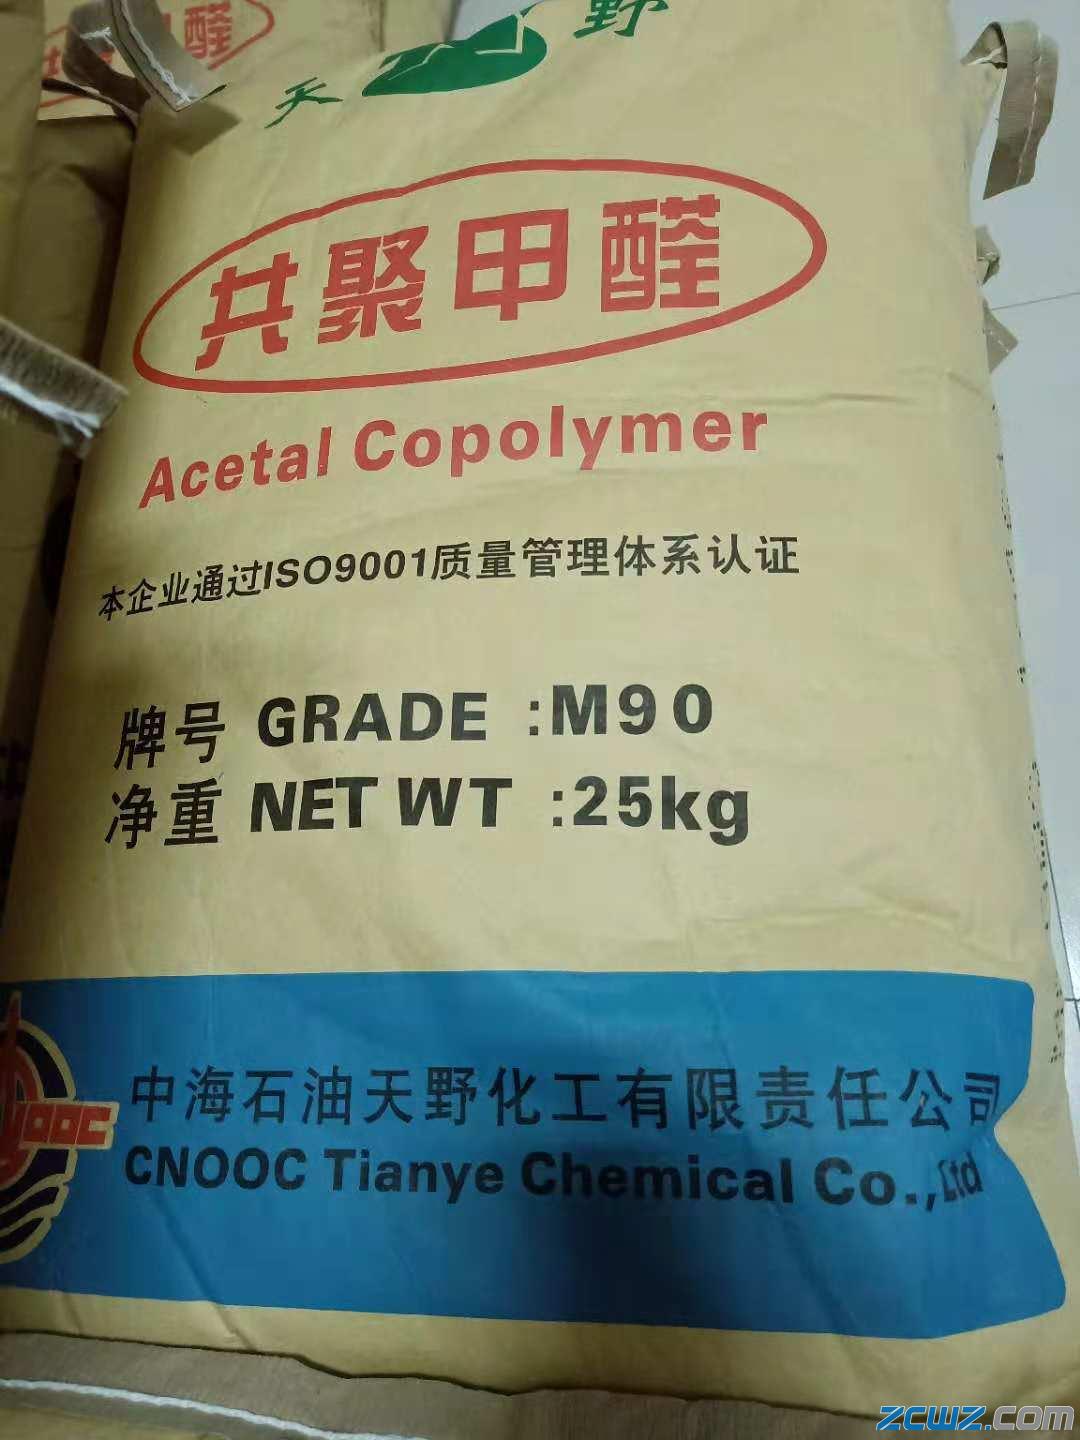 天野
共聚甲醛
Acetal Copolymer
本企业通过ISO9001质量管理体系认证
牌号 GRADE :M90
净重 NET WT :25kg
中海石油天野化工有限责任公司
CNOOC Tianye Chemical Co.,Ltd
zcwz.com